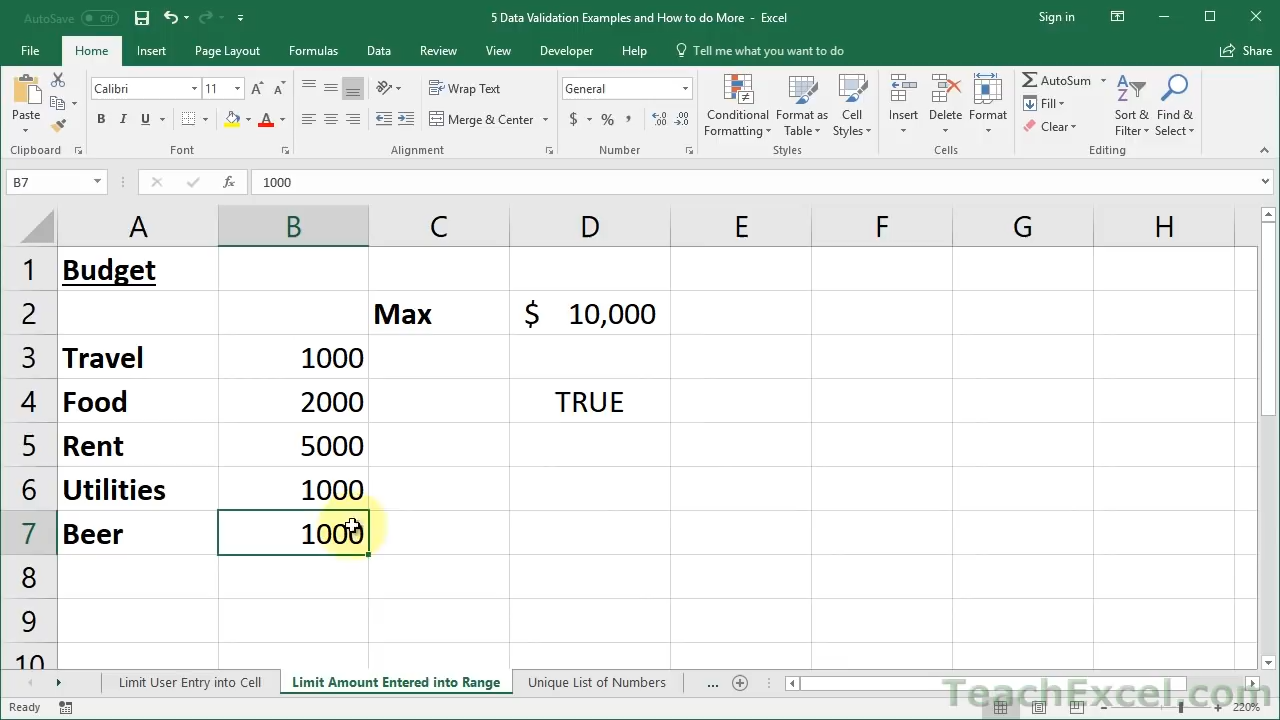 AutoSave Off
5 Data Validation Examples and How to do More - Excel
Sign in
File Home Insert Page Layout Formulas Data Review View Developer Help Tell me what you want to do Share
Paste
Clipboard
Calibri 11
B I U
Font
Wrap Text
Merge & Center
Alignment
General
$ % ,
Number
Conditional Formatting
Format as Table
Cell Styles
Styles
Insert Delete Format
Cells
AutoSum
Fill
Clear
Sort & Filter
Find & Select
Editing
B7 fx 1000
A B C D E F G H
1 Budget
2 Max $ 10,000
3 Travel 1000
4 Food 2000 TRUE
5 Rent 5000
6 Utilities 1000
7 Beer 1000
8
9
10
Limit User Entry into Cell Limit Amount Entered into Range Unique List of Numbers ...
TeachExcel.com
Ready 220%